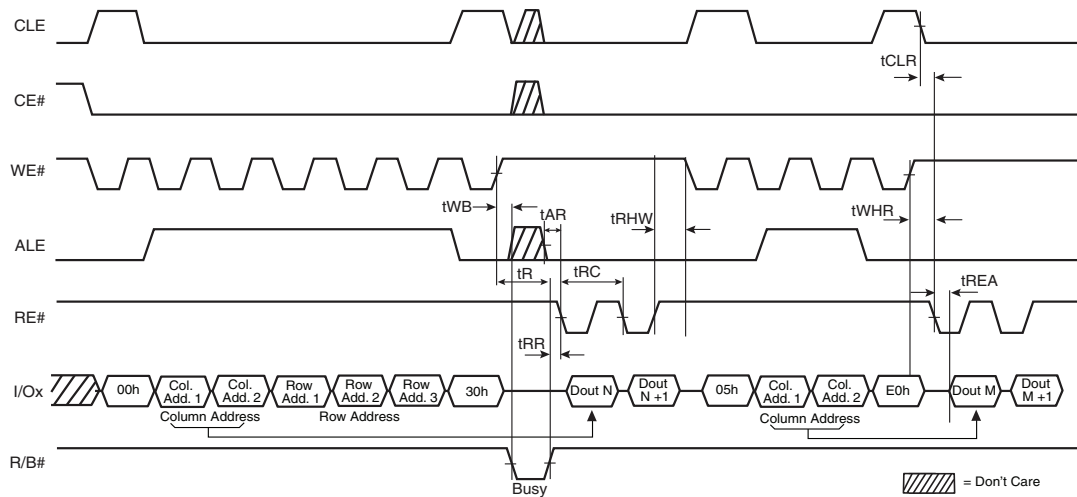 CLE
tCLR
CE#
WE#
tWB
tAR
tRHW
tWHR
ALE
tR
tRC
tREA
RE#
tRR
I/Ox
00h
Col. Add. 1
Col. Add. 2
Row Add. 1
Row Add. 2
Row Add. 3
30h
Dout N
Dout N +1
05h
Col. Add. 1
Col. Add. 2
E0h
Dout M
Dout M +1
Column Address
Row Address
Column Address
R/B#
Busy
= Don't Care